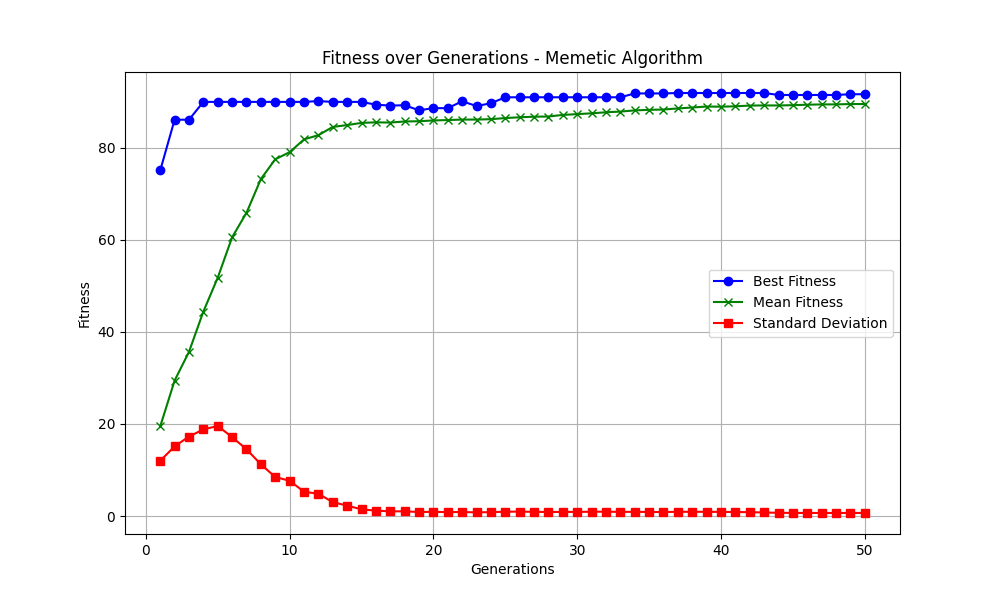 Fitness over Generations - Memetic Algorithm
Fitness
80
60
40
20
0
Best Fitness
Mean Fitness
Standard Deviation
0 10 20 30 40 50
Generations